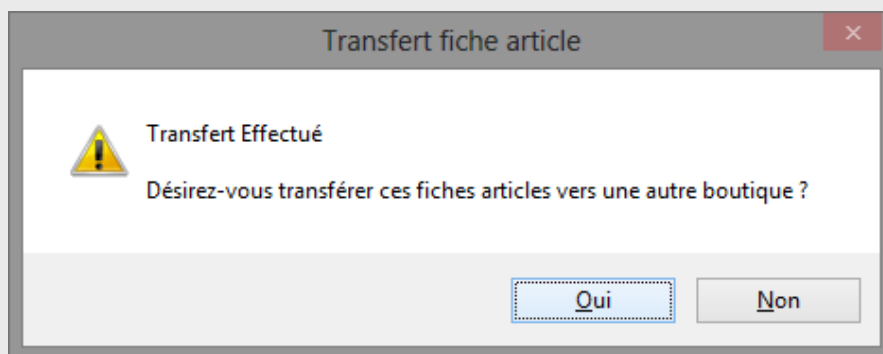 Transfert fiche article
Transfert Effectué
Désirez-vous transférer ces fiches articles vers une autre boutique ?
Oui
Non